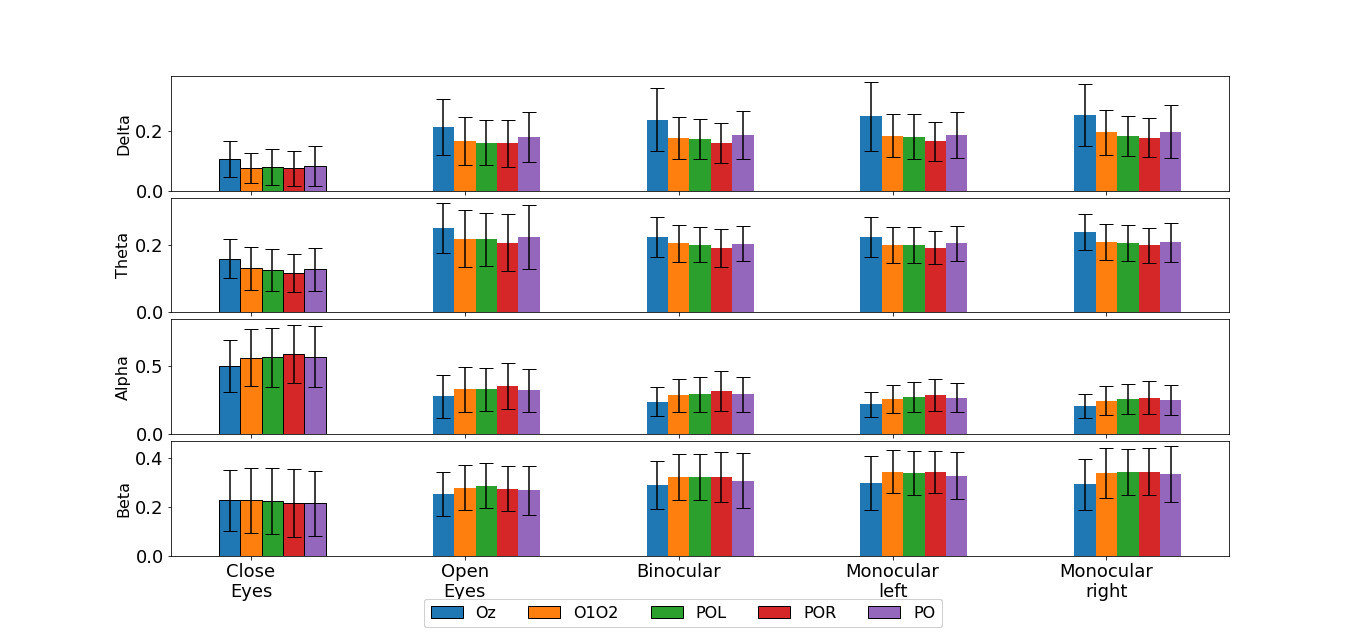 Delta
0.2
0.0
Theta
0.2
0.0
Alpha
0.5
0.0
Beta
0.4
0.2
0.0
Close Eyes
Open Eyes
Binocular
Monocular left
Monocular right
Oz O1O2 POL POR PO